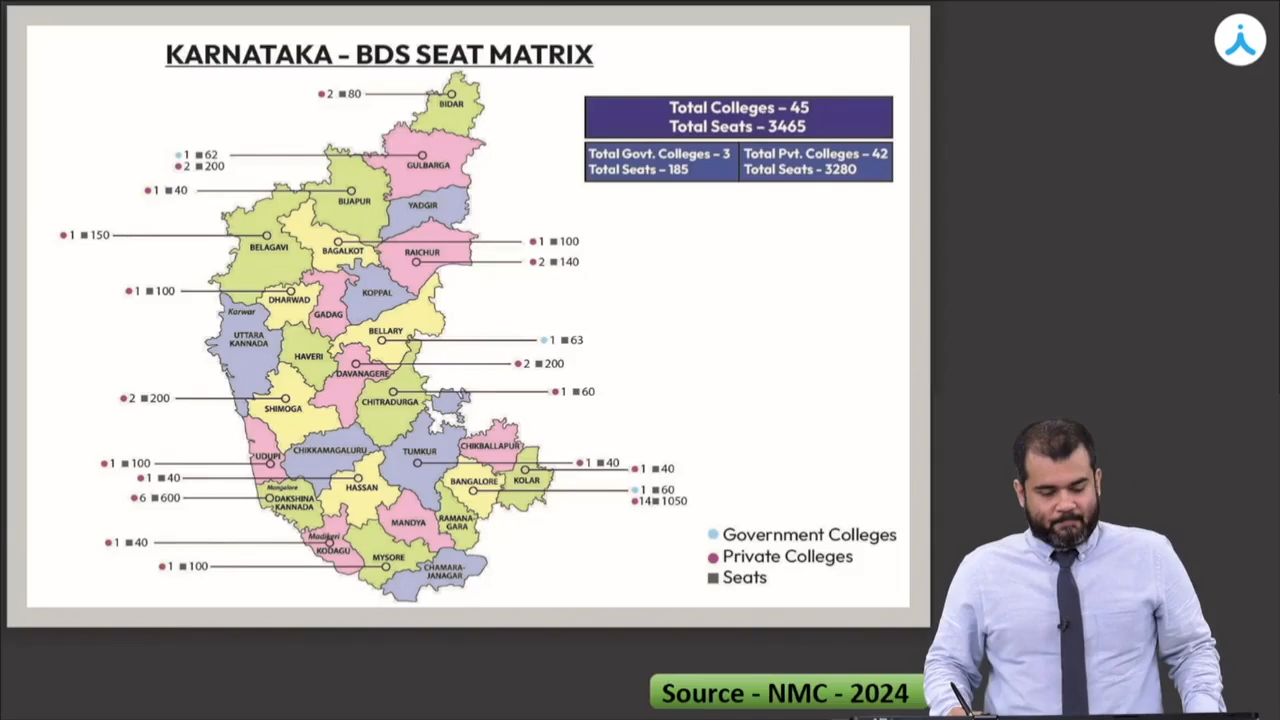 KARNATAKA – BDS SEAT MATRIX
2 80
BIDAR
Total Colleges – 45
Total Seats – 3465
Total Govt. Colleges – 3
Total Seats – 185
Total Pvt. Colleges – 42
Total Seats - 3280
1 62
2 200
GULBARGA
1 40
BIJAPUR
YADGIR
1 150
BELAGAVI
BAGALKOT
1 100
RAICHUR
2 140
1 100
DHARWAD
KOPPAL
Karwar
GADAG
UTTARA
KANNADA
BELLARY
1 63
HAVERI
DAVANAGERE
2 200
1 60
CHITRADURGA
2 200
SHIMOGA
CHIKKAMAGALURU
TUMKUR
CHIKBALLAPUR
UDUPI
1 100
1 40
1 40
1 40
HASSAN
BANGALORE
KOLAR
Mangalore
DAKSHINA
KANNADA
6 600
1 60
14 1050
MANDYA
RAMANA-
GARA
Madikeri
KODAGU
1 40
MYSORE
1 100
CHAMARA-
JANAGAR
Government Colleges
Private Colleges
Seats
Source - NMC - 2024